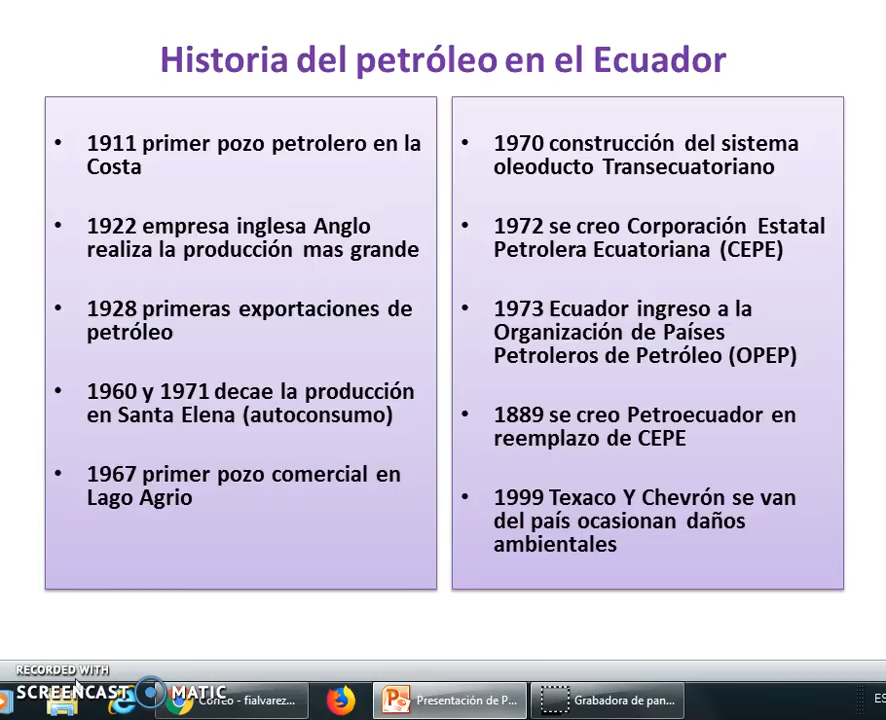 Historia del petróleo en el Ecuador
• 1911 primer pozo petrolero en la
Costa
• 1922 empresa inglesa Anglo
realiza la producción mas grande
• 1928 primeras exportaciones de
petróleo
• 1960 y 1971 decae la producción
en Santa Elena (autoconsumo)
• 1967 primer pozo comercial en
Lago Agrio
• 1970 construcción del sistema
oleoducto Transecuatoriano
• 1972 se creo Corporación Estatal
Petrolera Ecuatoriana (CEPE)
• 1973 Ecuador ingreso a la
Organización de Países
Petroleros de Petróleo (OPEP)
• 1889 se creo Petroecuador en
reemplazo de CEPE
• 1999 Texaco Y Chevrón se van
del país ocasionan daños
ambientales
RECORDED WITH
SCREENCAST MATIC
Correo - fialvarez...
Presentación de P...
Grabadora de pan...
ES